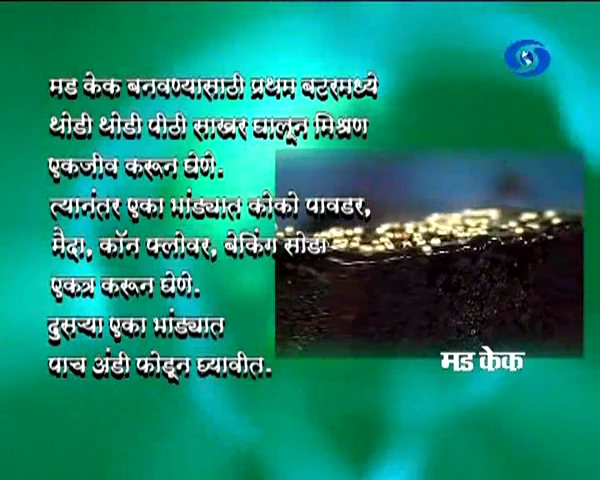 मड केक बनवण्यासाठी प्रथम बटरमध्ये
थोडी थोडी पीठी साखर घालून मिश्रण
एकजीव करून घेणे.
त्यानंतर एका भांड्यात कोको पावडर,
मैदा, कॉन फ्लोवर, बेकिंग सोडा
एकत्र करून घेणे.
दुसऱ्या एका भांड्यात
पाच अंडी फोडून घ्यावीत.
मड केक